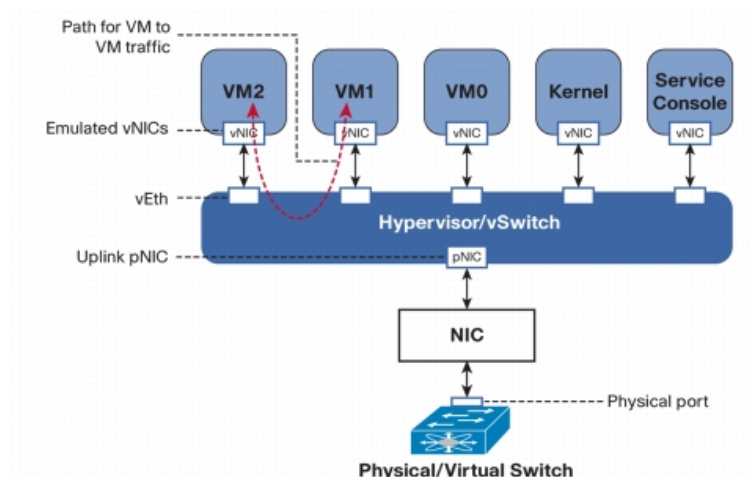 Path for VM to
VM traffic
VM2
VM1
VM0
Kernel
Service
Console
Emulated vNICs
vNIC
vNIC
vNIC
vNIC
vNIC
vEth
Hypervisor/vSwitch
Uplink pNIC
pNIC
NIC
Physical port
Physical/Virtual Switch